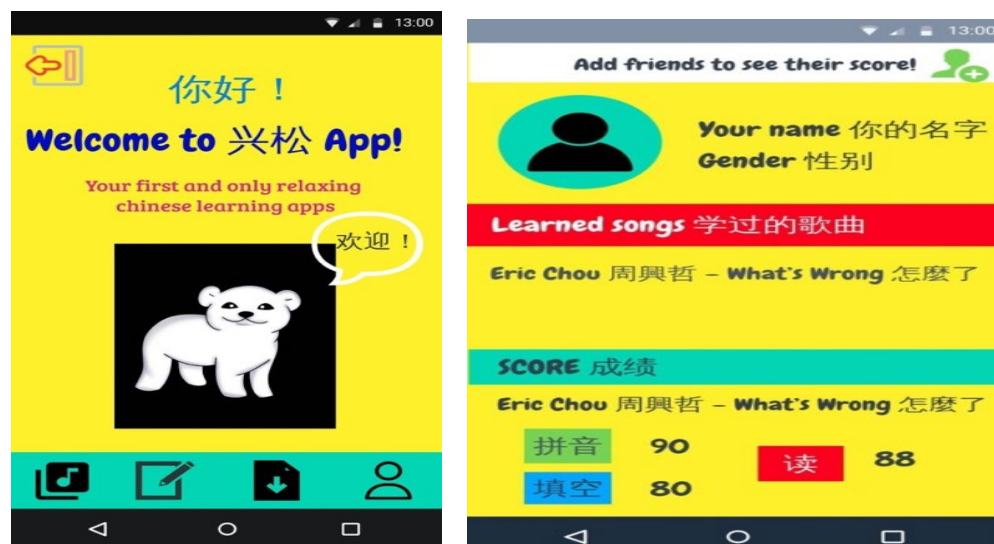 13:00
你好！
Welcome to 兴松 App!
Your first and only relaxing
chinese learning apps
欢迎！
13:00
Add friends to see their score!
Your name 你的名字
Gender 性别
Learned songs 学过的歌曲
Eric Chou 周興哲 - What's Wrong 怎麼了
SCORE 成绩
Eric Chou 周興哲 - What's Wrong 怎麼了
拼音 90
读 88
填空 80